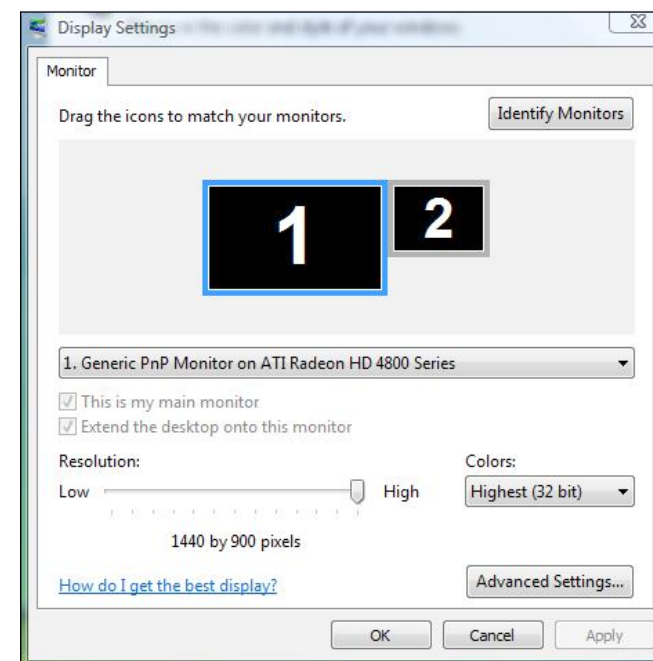 Display Settings
Monitor
Drag the icons to match your monitors.
Identify Monitors
1
2
1. Generic PnP Monitor on ATI Radeon HD 4800 Series
This is my main monitor
Extend the desktop onto this monitor
Resolution:
Colors:
Low
High
Highest (32 bit)
1440 by 900 pixels
How do I get the best display?
Advanced Settings...
OK
Cancel
Apply